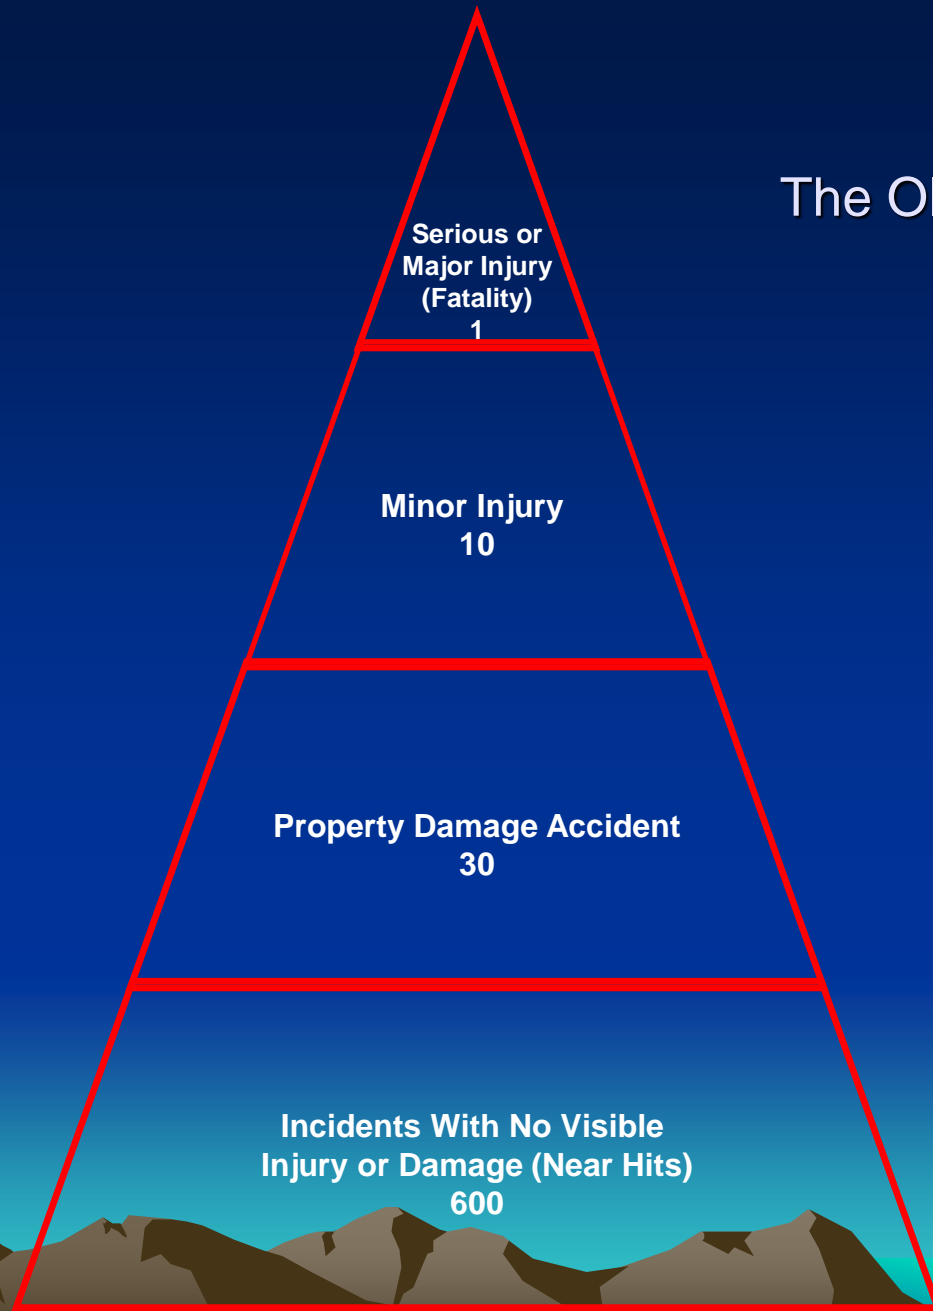 The
Serious or
Major Injury
(Fatality)
1
Minor Injury
10
Property Damage Accident
30
Incidents With No Visible
Injury or Damage (Near Hits)
600